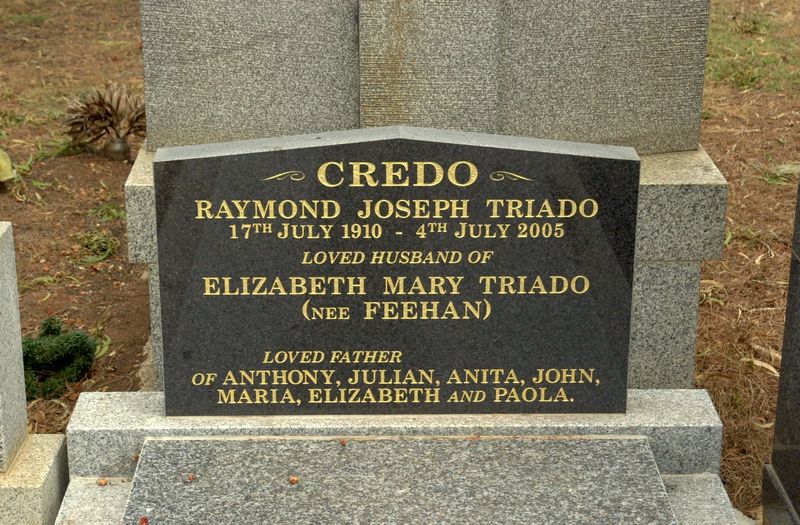 CREDO
RAYMOND JOSEPH TRIADO
17TH JULY 1910 - 4TH JULY 2005
LOVED HUSBAND OF
ELIZABETH MARY TRIADO
(NEE FEEHAN)
LOVED FATHER
OF ANTHONY, JULIAN, ANITA, JOHN,
MARIA, ELIZABETH AND PAOLA.